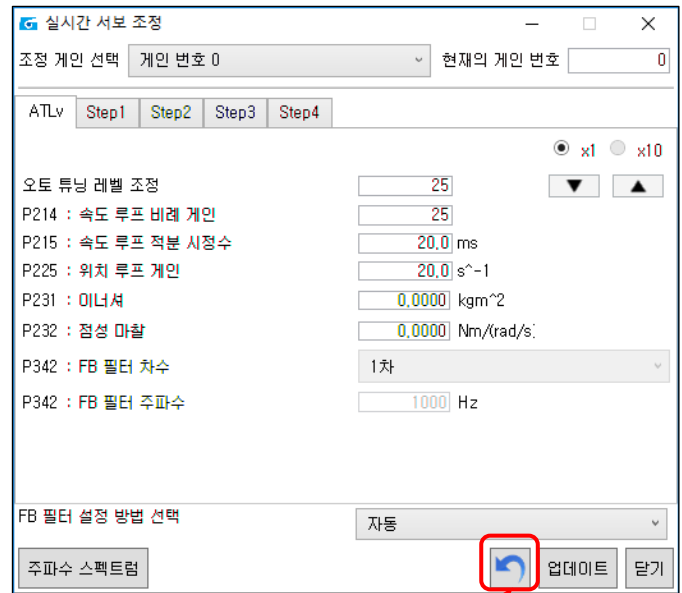 실시간 서보 조정
조정 게인 선택 게인 번호 0 현재의 게인 번호 0
ATLv Step1 Step2 Step3 Step4
x1 x10
오토 튜닝 레벨 조정 25
P214 : 속도 루프 비례 게인 25
P215 : 속도 루프 적분 시정수 20,0 ms
P225 : 위치 루프 게인 20,0 s^-1
P231 : 이너셔 0,0000 kgm^2
P232 : 점성 마찰 0,0000 Nm/(rad/s
P342 : FB 필터 차수 1차
P342 : FB 필터 주파수 1000 Hz
FB 필터 설정 방법 선택 자동
주파수 스펙트럼 업데이트 닫기